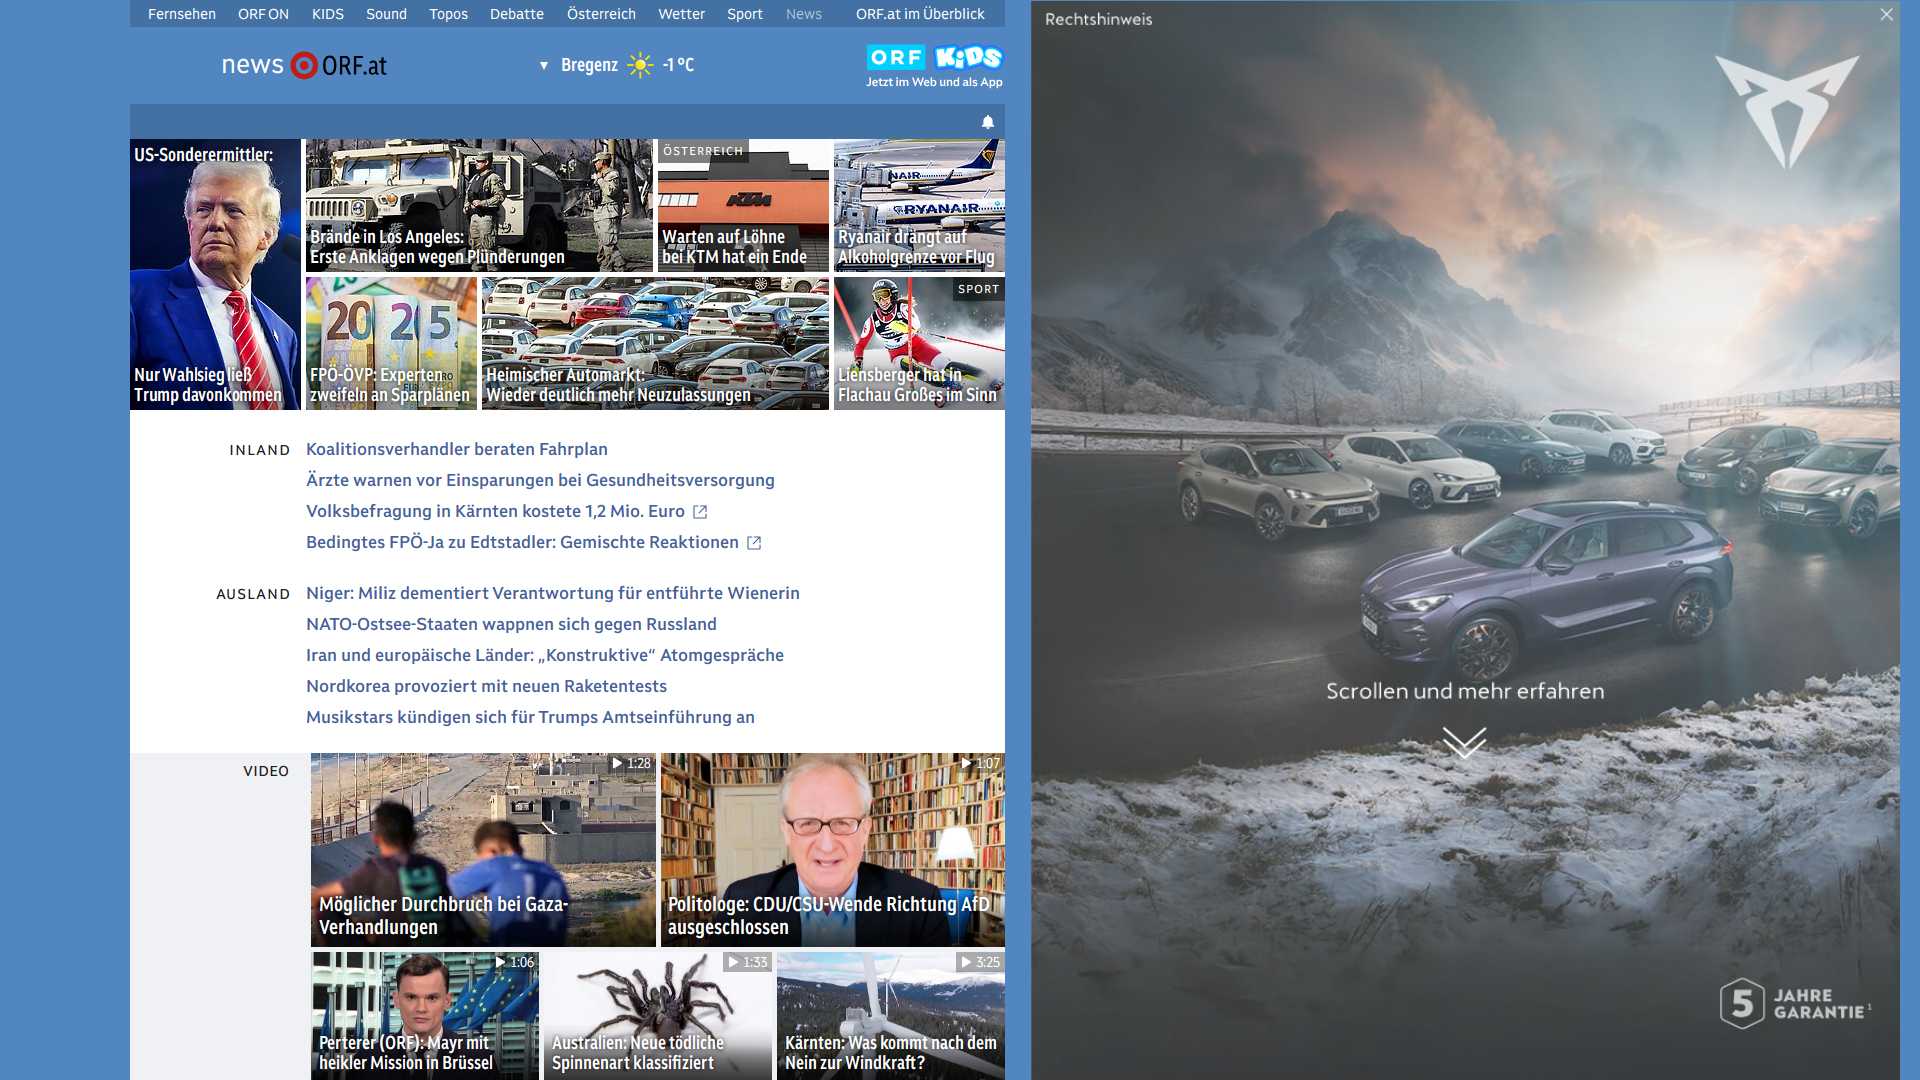 Fernsehen ORF ON KIDS Sound Topos Debatte Österreich Wetter Sport News ORF.at im Überblick
news ORF.at
▼ Bregenz -1 °C
ORF KiDS
Jetzt im Web und als App
US-Sonderermittler:
Nur Wahlsieg ließ
Trump davonkommen
Brände in Los Angeles:
Erste Anklagen wegen Plünderungen
ÖSTERREICH
KTM
Warten auf Löhne
bei KTM hat ein Ende
NAIR
RYANAIR
Ryanair drängt auf
Alkoholgrenze vor Flug
20 2 5
FPÖ-ÖVP: Experten
zweifeln an Sparplänen
Heimischer Automarkt:
Wieder deutlich mehr Neuzulassungen
SPORT
Liensberger hat in
Flachau Großes im Sinn
INLAND
Koalitionsverhandler beraten Fahrplan
Ärzte warnen vor Einsparungen bei Gesundheitsversorgung
Volksbefragung in Kärnten kostete 1,2 Mio. Euro
Bedingtes FPÖ-Ja zu Edtstadler: Gemischte Reaktionen
AUSLAND
Niger: Miliz dementiert Verantwortung für entführte Wienerin
NATO-Ostsee-Staaten wappnen sich gegen Russland
Iran und europäische Länder: „Konstruktive“ Atomgespräche
Nordkorea provoziert mit neuen Raketentests
Musikstars kündigen sich für Trumps Amtseinführung an
VIDEO
1:28
Möglicher Durchbruch bei Gaza-
Verhandlungen
1:07
Politologe: CDU/CSU-Wende Richtung AfD
ausgeschlossen
1:06
Perterer (ORF): Mayr mit
heikler Mission in Brüssel
1:33
Australien: Neue tödliche
Spinnenart klassifiziert
3:25
Kärnten: Was kommt nach dem
Nein zur Windkraft?
Rechtshinweis
Scrollen und mehr erfahren
5 JAHRE
GARANTIE¹